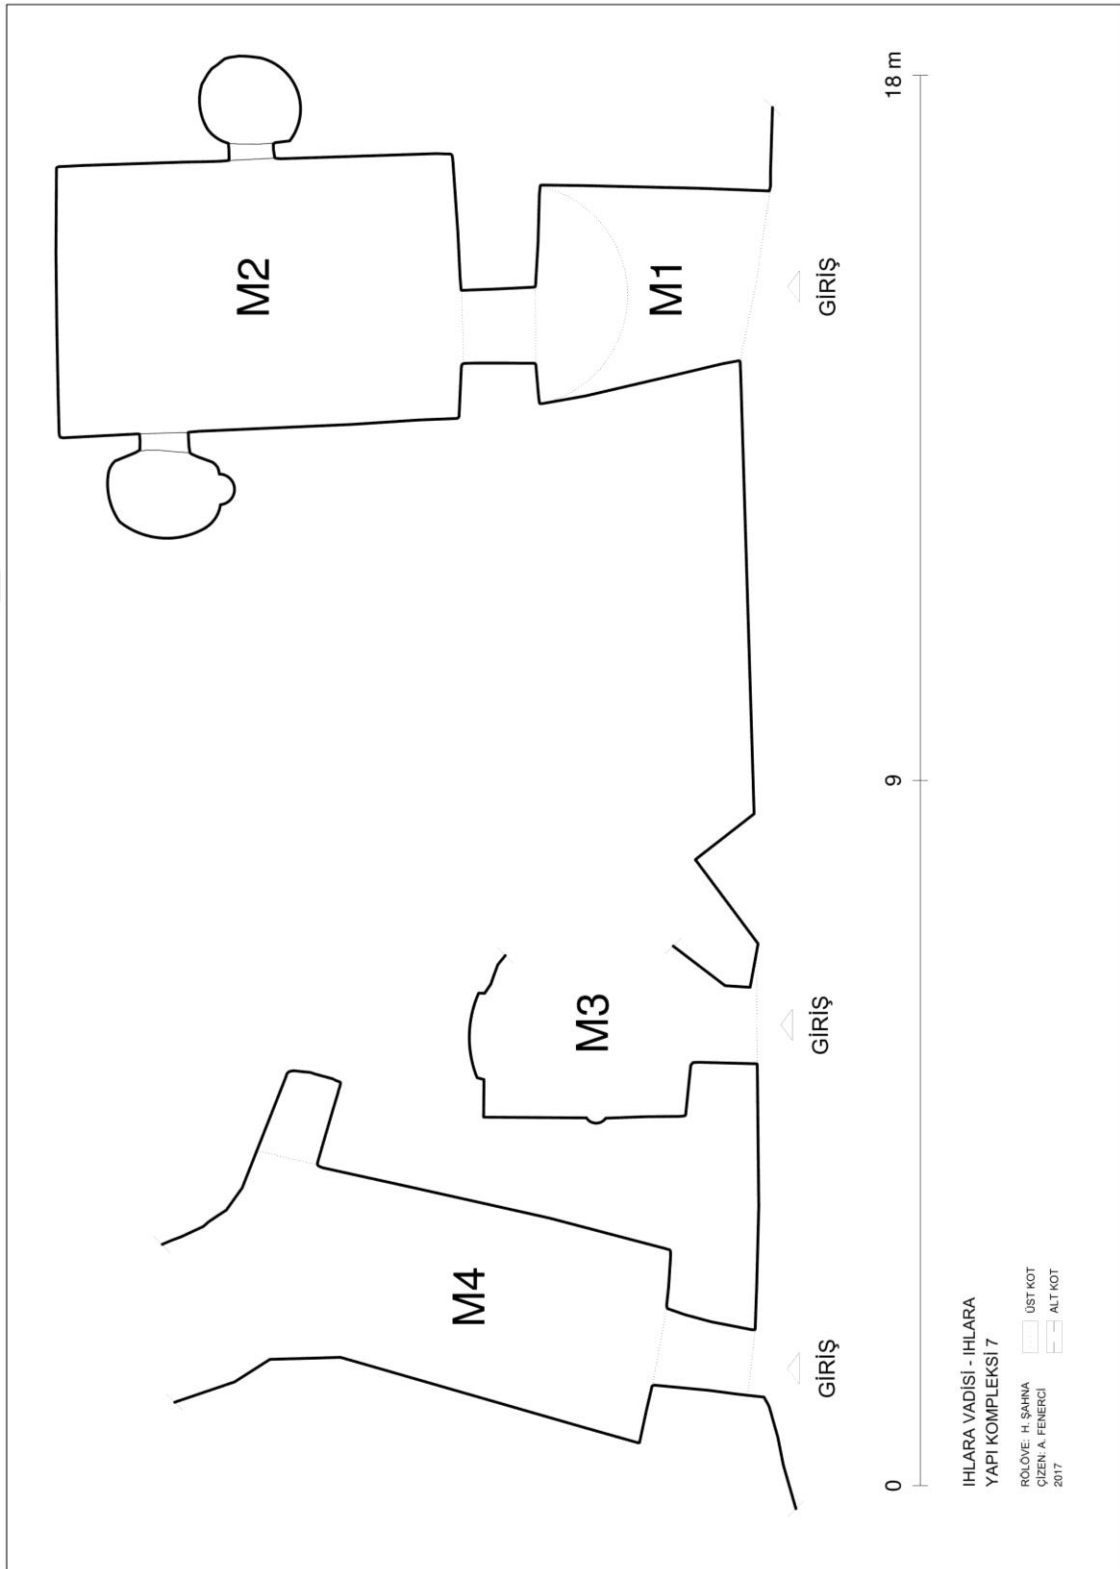 M4
M3
M2
M1
GİRİŞ
GİRİŞ
GİRİŞ
0
9
18 m
IHLARA VADİSİ - IHLARA
YAPI KOMPLEKSİ 7
RÖLÖVE: H. ŞAHNA
ÇİZEN: A. FENERCİ
2017
ÜST KOT
ALT KOT